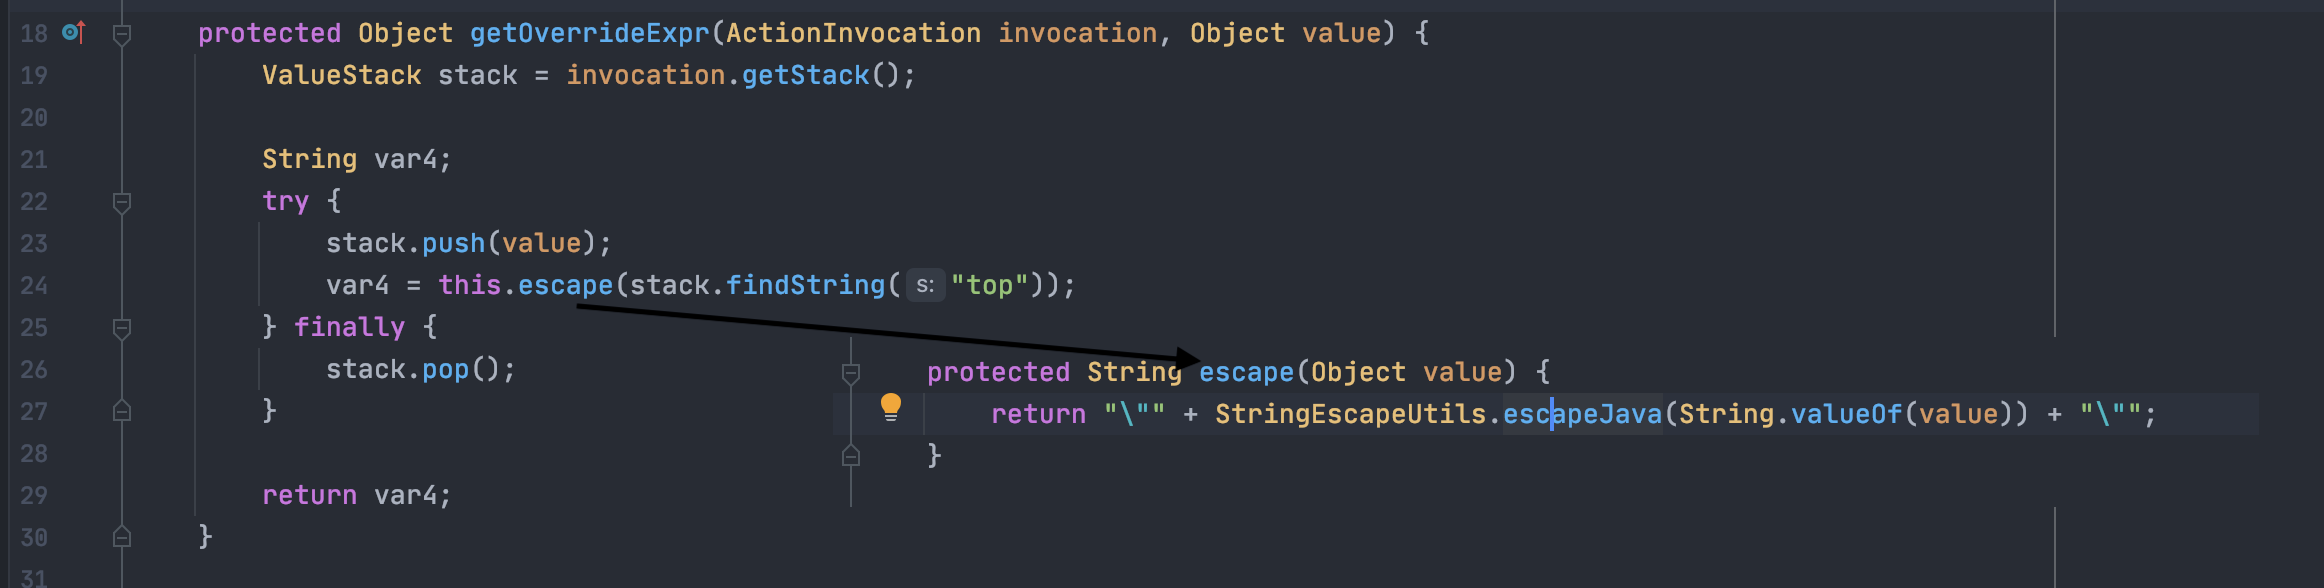 18 protected Object getOverrideExpr(ActionInvocation invocation, Object value) {
19 ValueStack stack = invocation.getStack();
20
21 String var4;
22 try {
23 stack.push(value);
24 var4 = this.escape(stack.findString( s: "top"));
25 } finally {
26 stack.pop();
27 }
28
29 return var4;
30 }
31
protected String escape(Object value) {
return "\"" + StringEscapeUtils.escapeJava(String.valueOf(value)) + "\"";
}